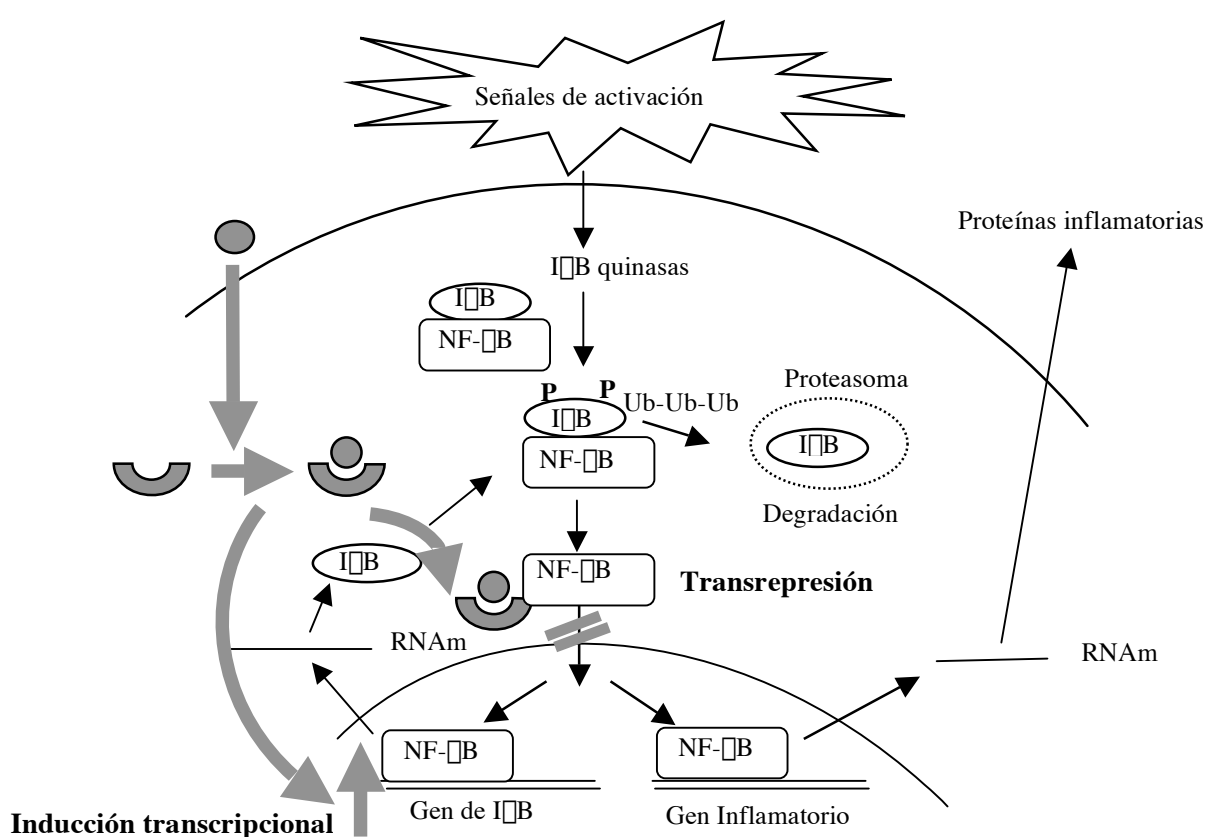 Señales de activación
Proteínas inflamatorias
I□B quinasas
I□B
NF-□B
P P
Ub-Ub-Ub
I□B
NF-□B
Proteasoma
I□B
Degradación
I□B
NF-□B
Transrepresión
RNAm
RNAm
NF-□B
NF-□B
Gen de I□B
Gen Inflamatorio
Inducción transcripcional